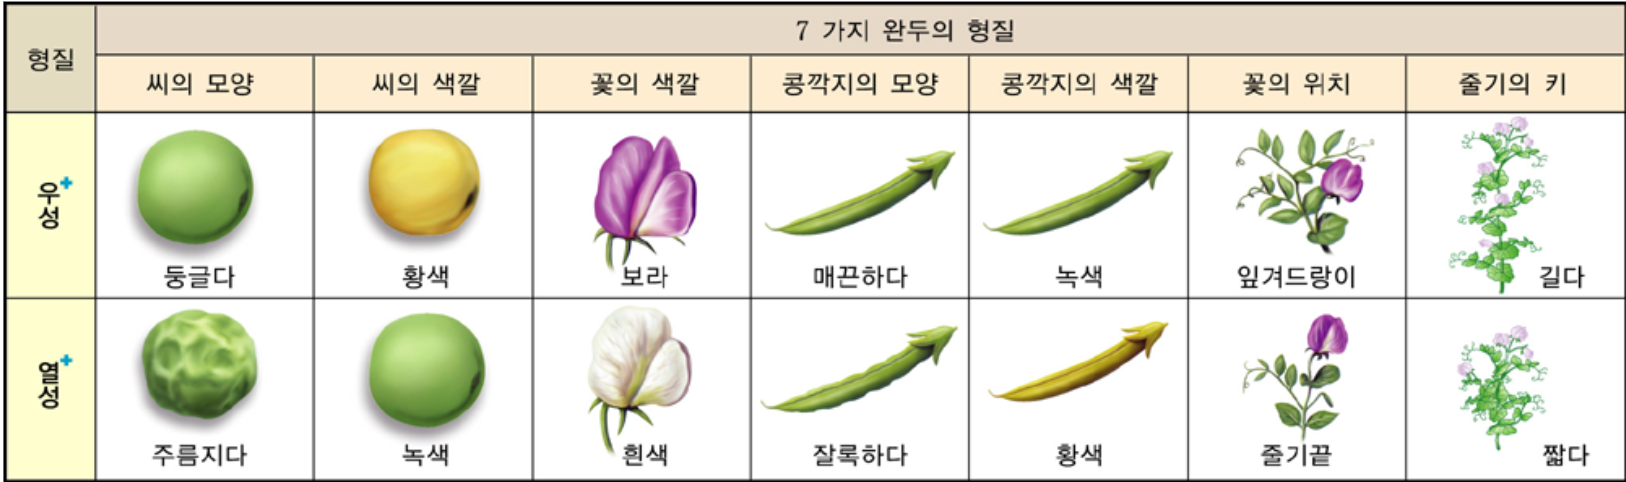 7 가지 완두의 형질
형질
씨의 모양 씨의 색깔 꽃의 색깔 콩깍지의 모양 콩깍지의 색깔 꽃의 위치 줄기의 키
우성
둥글다 황색 보라 매끈하다 녹색 잎겨드랑이 길다
열성
주름지다 녹색 흰색 잘록하다 황색 줄기끝 짧다